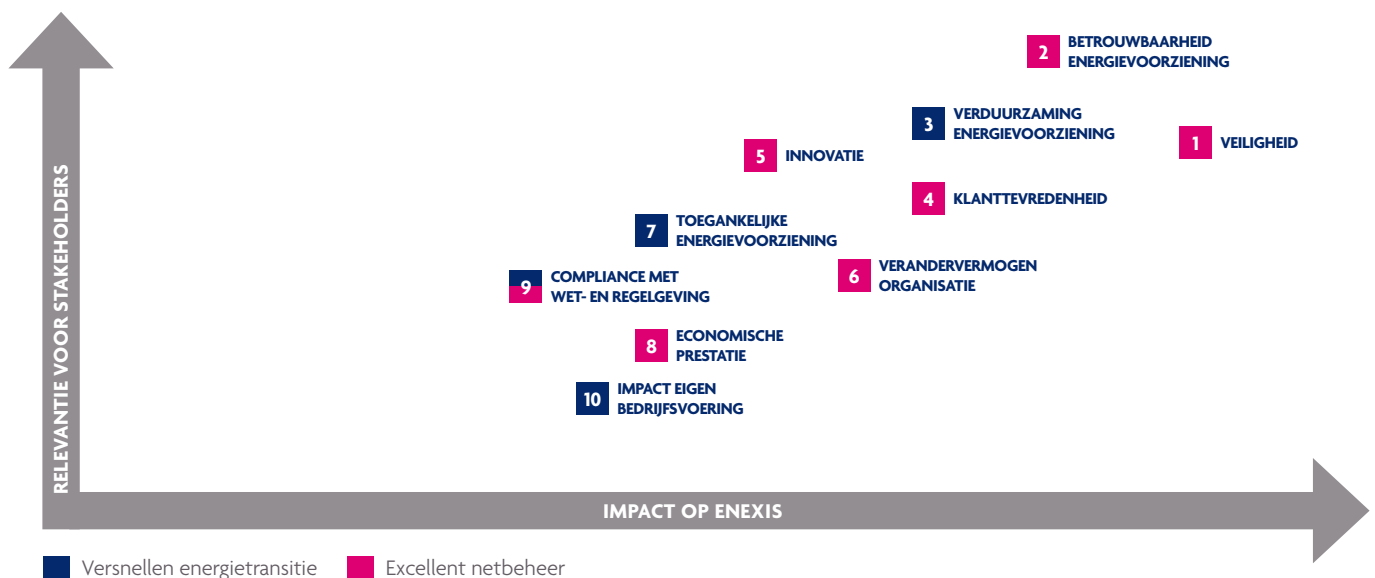 2
BETROUWBAARHEID
ENERGIEVOORZIENING
3
VERDUURZAMING
ENERGIEVOORZIENING
1
VEILIGHEID
5
INNOVATIE
4
KLANTTEVREDENHEID
7
TOEGANKELIJKE
ENERGIEVOORZIENING
6
VERANDERVERMOGEN
ORGANISATIE
9
COMPLIANCE MET
WET- EN REGELGEVING
8
ECONOMISCHE
PRESTATIE
10
IMPACT EIGEN
BEDRIJFSVOERING
RELEVANTIE VOOR STAKEHOLDERS
IMPACT OP ENEXIS
Versnellen energietransitie
Excellent netbeheer